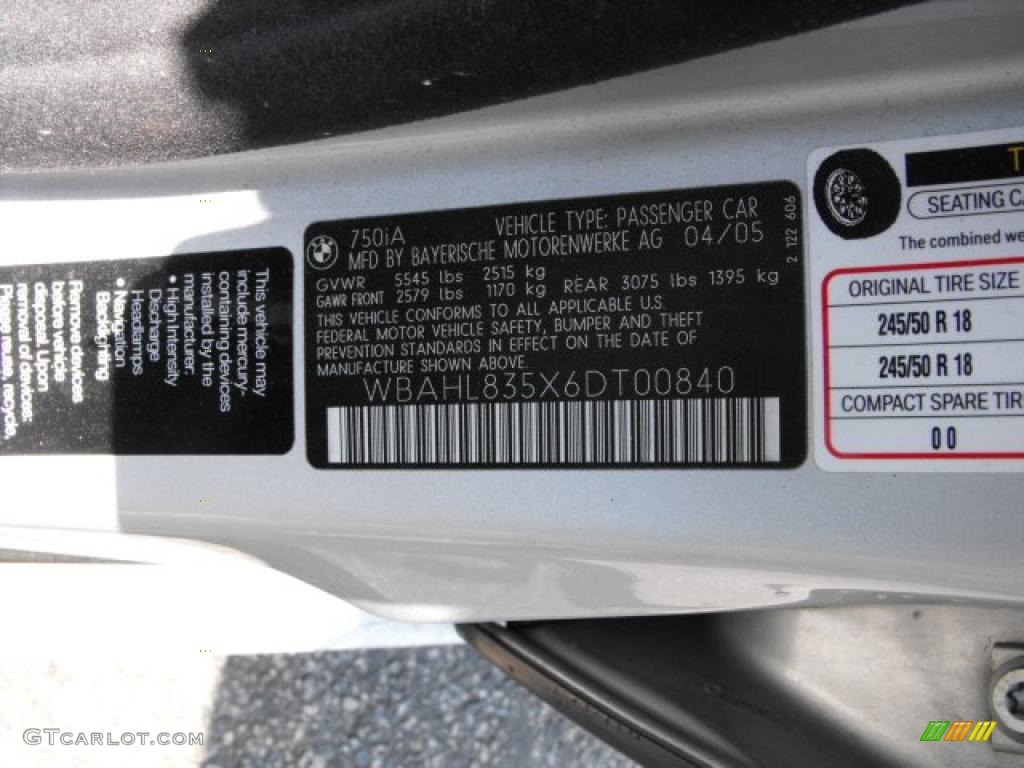 750iA VEHICLE TYPE: PASSENGER CAR
MFD BY BAYERISCHE MOTORENWERKE AG 04/05
GVWR 5545 lbs 2515 kg
GAWR FRONT 2579 lbs 1170 kg REAR 3075 lbs 1395 kg
THIS VEHICLE CONFORMS TO ALL APPLICABLE U.S.
FEDERAL MOTOR VEHICLE SAFETY, BUMPER AND THEFT
PREVENTION STANDARDS IN EFFECT ON THE DATE OF
MANUFACTURE SHOWN ABOVE.
WBAHL835X6DT00840
2 122 606
This vehicle may
include mercury-
containing devices
installed by the
manufacturer:
• High Intensity
Discharge
Headlamps
• Navigation
Backlighting
Remove devices
before vehicle
disposal. Upon
removal of devices,
Please reuse, recycle,
T
SEATING CA
The combined we
ORIGINAL TIRE SIZE
245/50 R 18
245/50 R 18
COMPACT SPARE TIR
0 0
GTCARLOT.COM